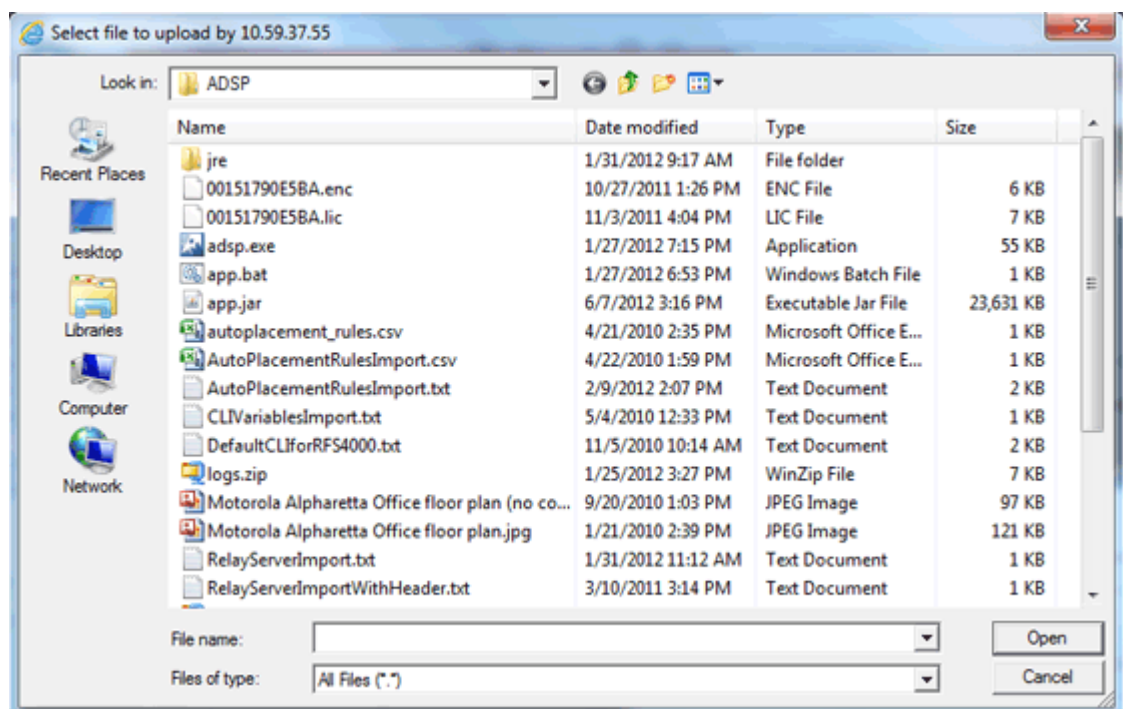 Select file to upload by 10.59.37.55
Look in: ADSP
Name Date modified Type Size
jre 1/31/2012 9:17 AM File folder
00151790E5BA.enc 10/27/2011 1:26 PM ENC File 6 KB
00151790E5BA.lic 11/3/2011 4:04 PM LIC File 7 KB
adsp.exe 1/27/2012 7:15 PM Application 55 KB
app.bat 1/27/2012 6:53 PM Windows Batch File 1 KB
app.jar 6/7/2012 3:16 PM Executable Jar File 23,631 KB
autoplacement_rules.csv 4/21/2010 2:35 PM Microsoft Office E... 1 KB
AutoPlacementRulesImport.csv 4/22/2010 1:59 PM Microsoft Office E... 1 KB
AutoPlacementRulesImport.txt 2/9/2012 2:07 PM Text Document 2 KB
CLIVariablesImport.txt 5/4/2010 12:33 PM Text Document 1 KB
DefaultCLIforRFS4000.txt 11/5/2010 10:14 AM Text Document 2 KB
logs.zip 1/25/2012 3:27 PM WinZip File 7 KB
Motorola Alpharetta Office floor plan (no co... 9/20/2010 1:03 PM JPEG Image 97 KB
Motorola Alpharetta Office floor plan.jpg 1/21/2010 2:39 PM JPEG Image 121 KB
RelayServerImport.txt 1/31/2012 11:12 AM Text Document 1 KB
RelayServerImportWithHeader.txt 3/10/2011 3:14 PM Text Document 1 KB
Recent Places
Desktop
Libraries
Computer
Network
File name: Open
Files of type: All Files (*.*) Cancel